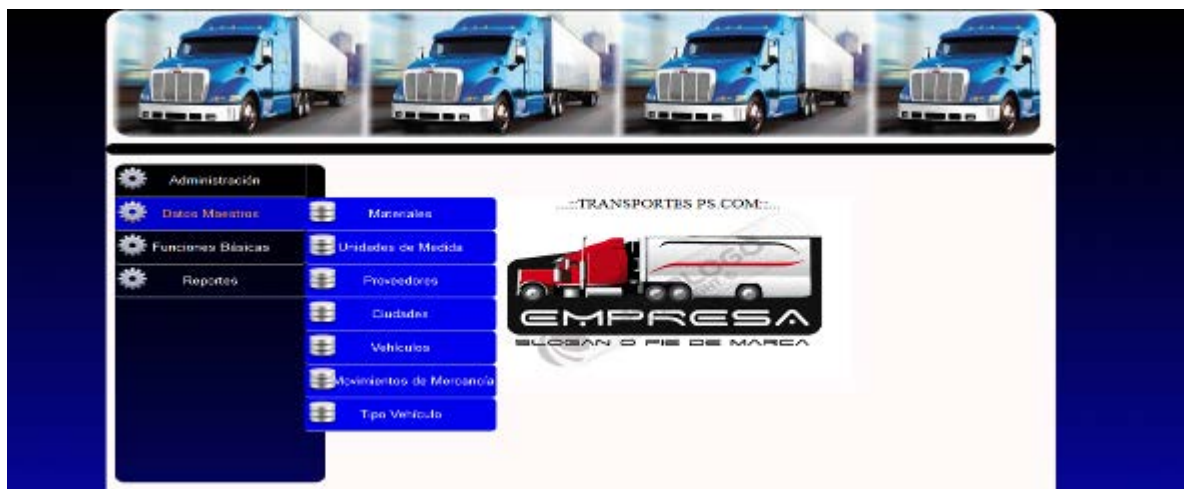 Administración
Datos Maestros
Funciones Básicas
Reportes
Materiales
Unidades de Medida
Proveedores
Ciudades
Vehículos
Movimientos de Mercancía
Tipo Vehículo
...::TRANSPORTES PS.COM::...
LOGO
EMPRESA
SLOGAN O PIE DE MARCA